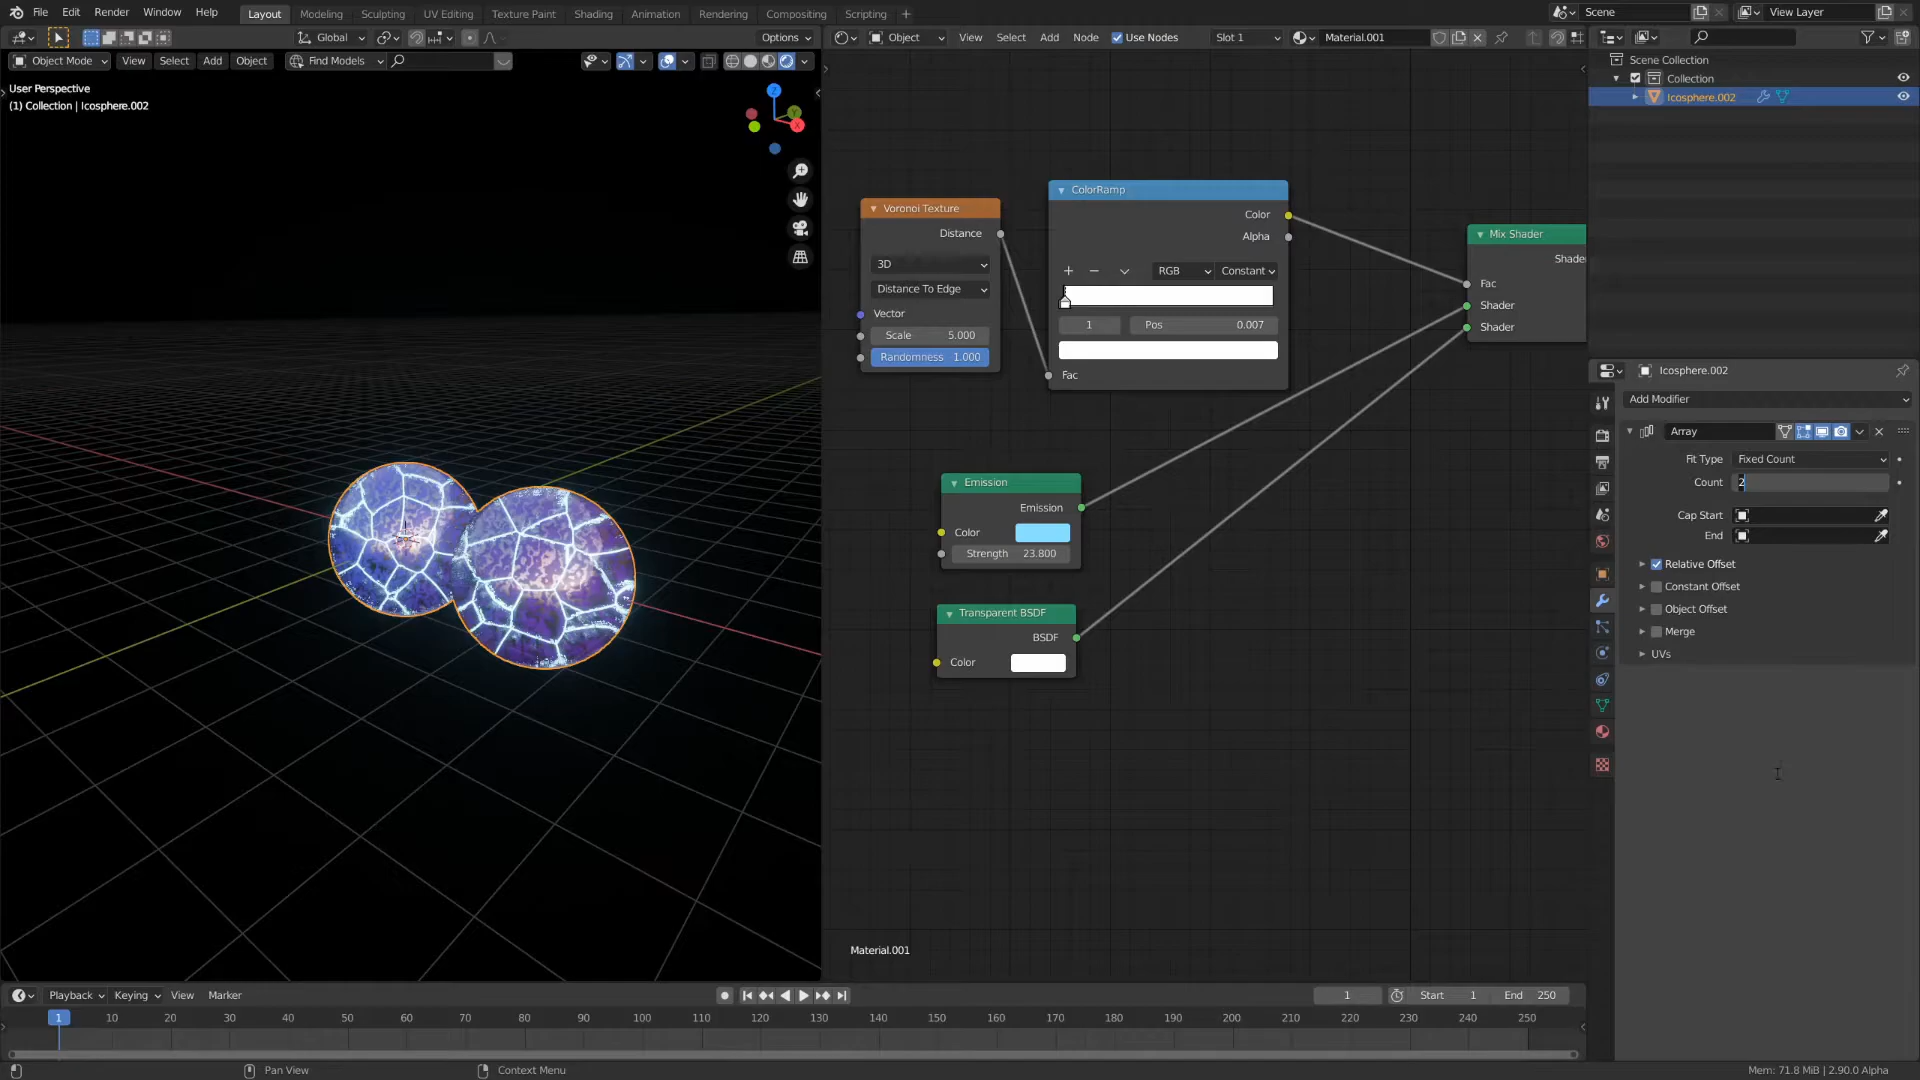 File Edit Render Window Help Layout Modeling Sculpting UV Editing Texture Paint Shading Animation Rendering Compositing Scripting + Scene View Layer
Global Options
Object View Select Add Node Use Nodes Slot 1 Material.001
Object Mode View Select Add Object Find Models
User Perspective
(1) Collection | Icosphere.002
Z
Y
X
Voronoi Texture
Distance
3D
Distance To Edge
Vector
Scale 5.000
Randomness 1.000
ColorRamp
Color
Alpha
RGB Constant
1 Pos 0.007
Fac
Mix Shader
Shade
Fac
Shader
Shader
Emission
Emission
Color
Strength 23.800
Transparent BSDF
BSDF
Color
Material.001
Scene Collection
Collection
Icosphere.002
Icosphere.002
Add Modifier
Array
Fit Type Fixed Count
Count 2
Cap Start
End
Relative Offset
Constant Offset
Object Offset
Merge
UVs
Playback Keying View Marker 1 Start 1 End 250
1 10 20 30 40 50 60 70 80 90 100 110 120 130 140 150 160 170 180 190 200 210 220 230 240 250
Pan View Context Menu Mem: 71.8 MiB | 2.90.0 Alpha